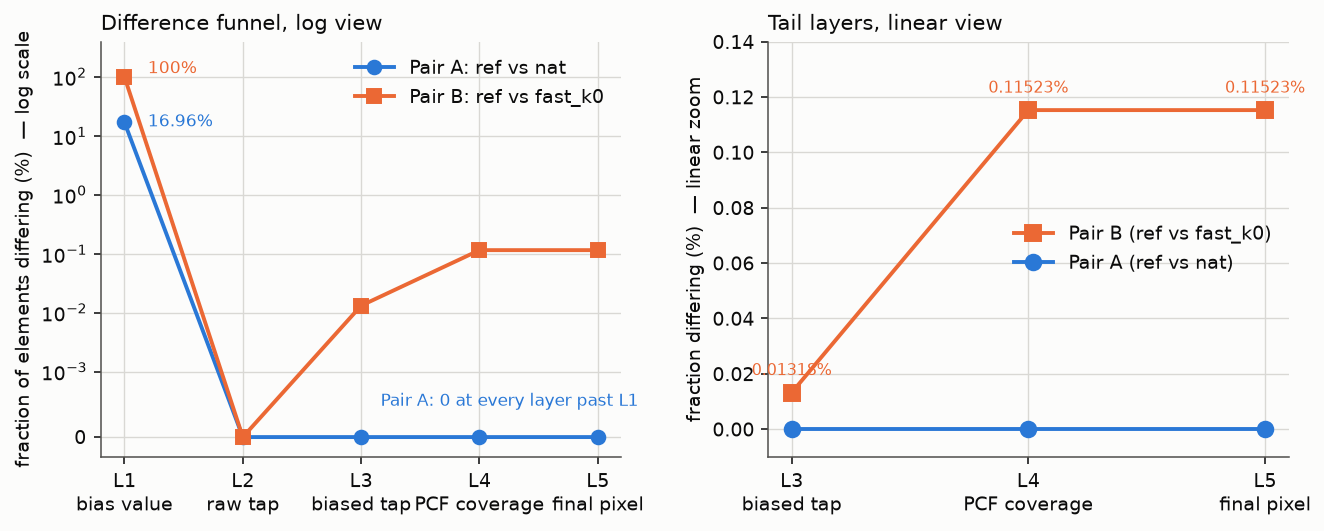 Difference funnel, log view
fraction of elements differing (%) — log scale
10²
10¹
10⁰
10⁻¹
10⁻²
10⁻³
0
100%
16.96%
Pair A: ref vs nat
Pair B: ref vs fast_k0
Pair A: 0 at every layer past L1
L1
bias value
L2
raw tap
L3
biased tap
L4
PCF coverage
L5
final pixel
Tail layers, linear view
fraction differing (%) — linear zoom
0.14
0.12
0.10
0.08
0.06
0.04
0.02
0.00
0.11523%
0.11523%
0.01318%
Pair B (ref vs fast_k0)
Pair A (ref vs nat)
L3
biased tap
L4
PCF coverage
L5
final pixel